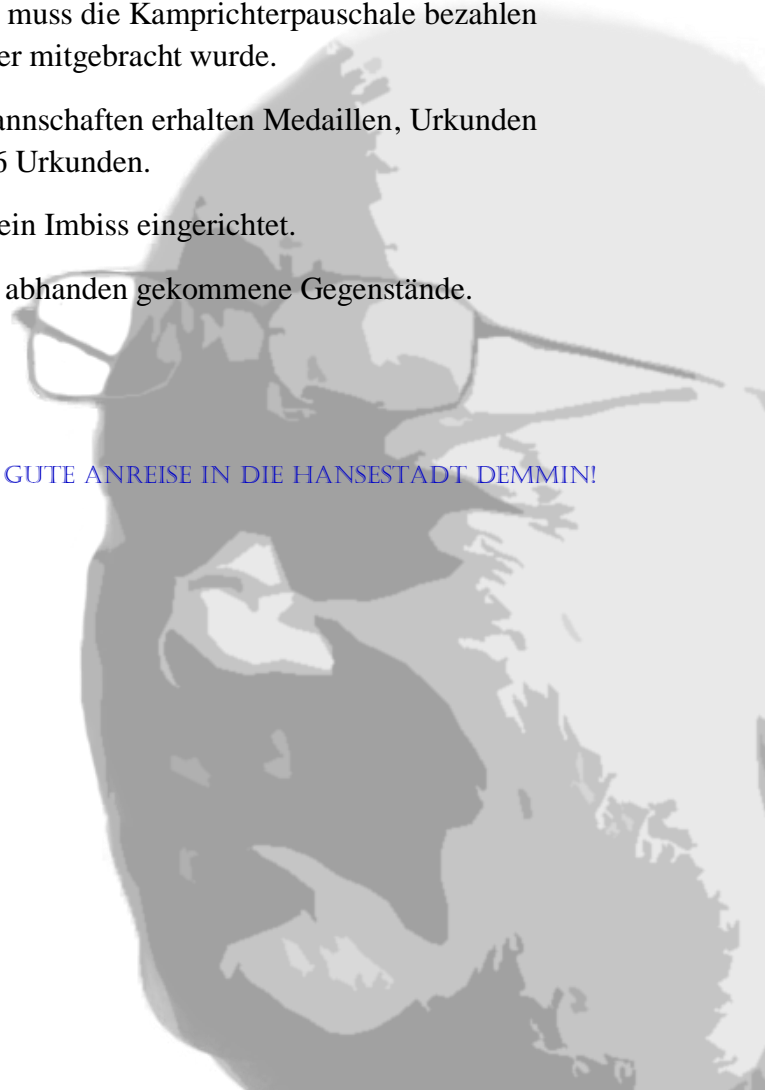 muss die Kamprichterpauschale bezahlen
er mitgebracht wurde.
annschaften erhalten Medaillen, Urkunden
6 Urkunden.
ein Imbiss eingerichtet.
abhanden gekommene Gegenstände.
GUTE ANREISE IN DIE HANSESTADT DEMMIN!